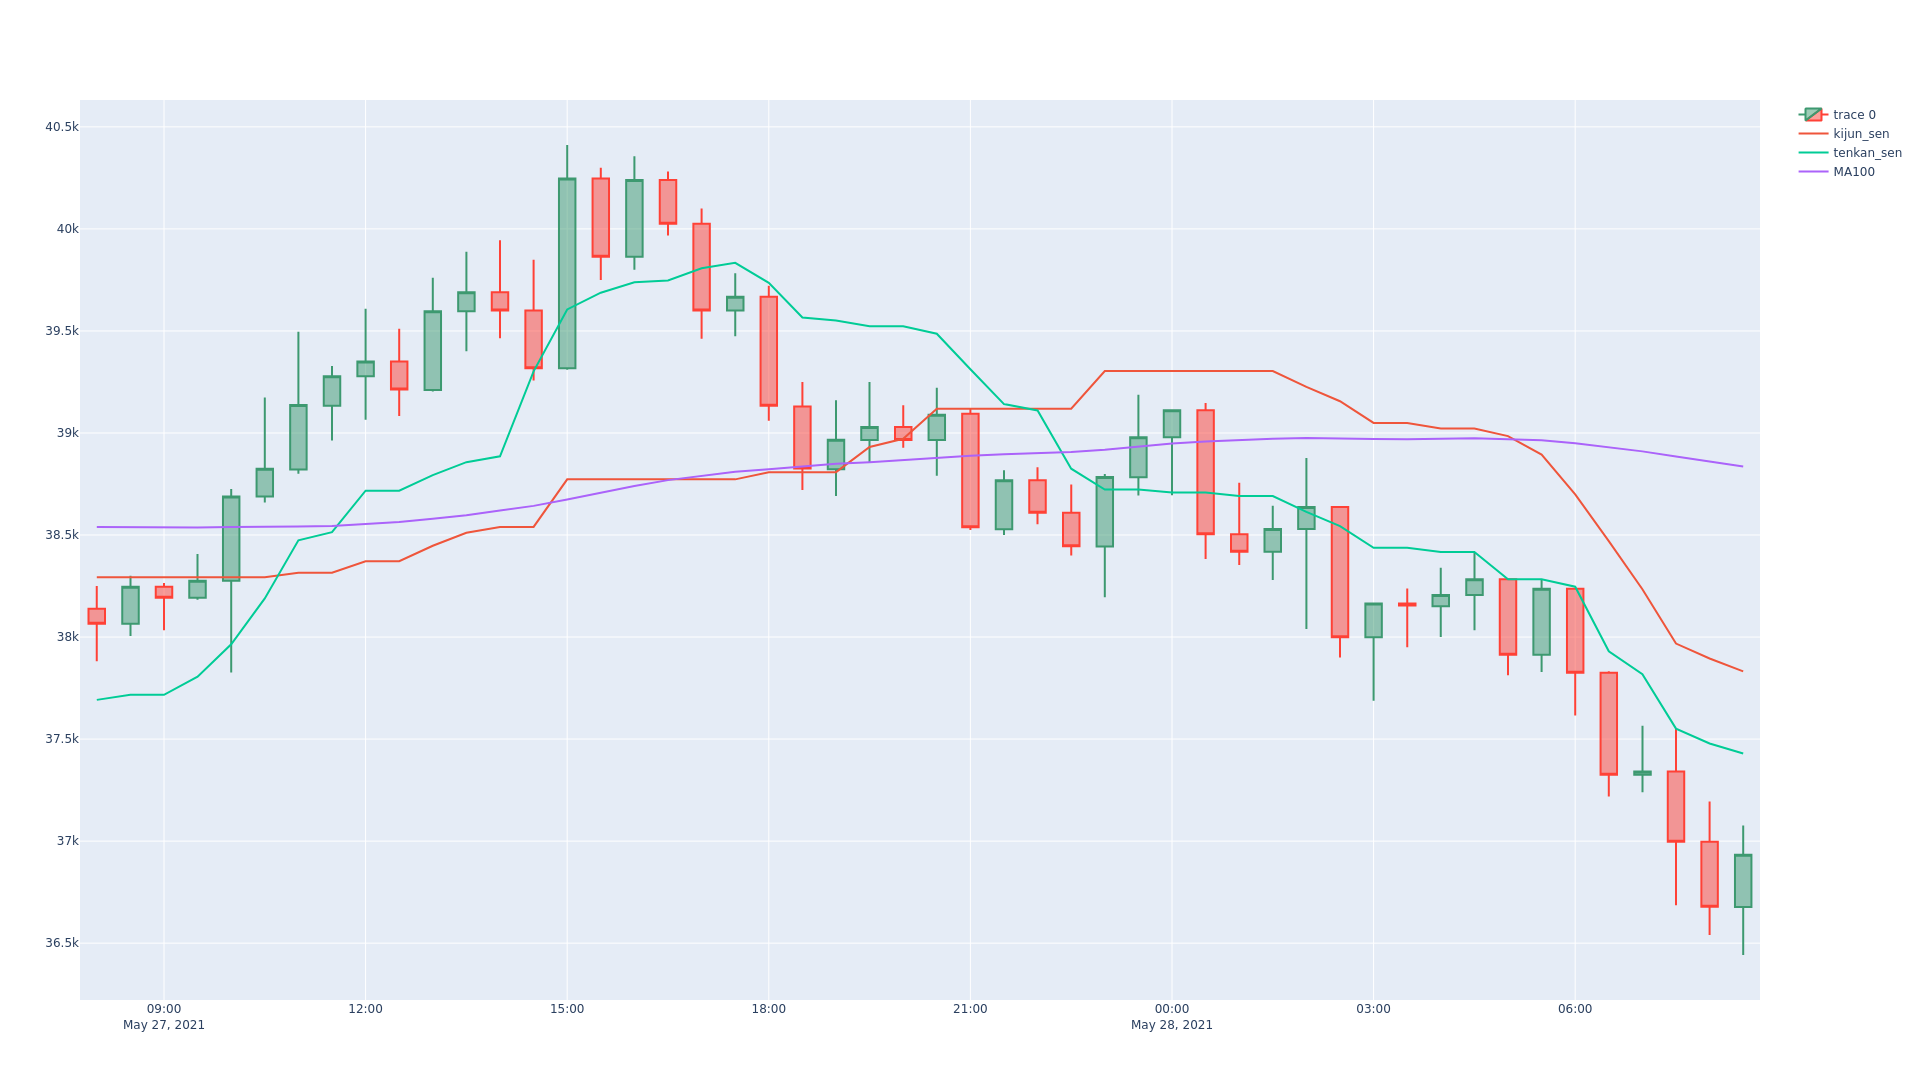 40.5k
40k
39.5k
39k
38.5k
38k
37.5k
37k
36.5k
09:00
May 27, 2021
12:00
15:00
18:00
21:00
00:00
May 28, 2021
03:00
06:00
trace 0
kijun_sen
tenkan_sen
MA100